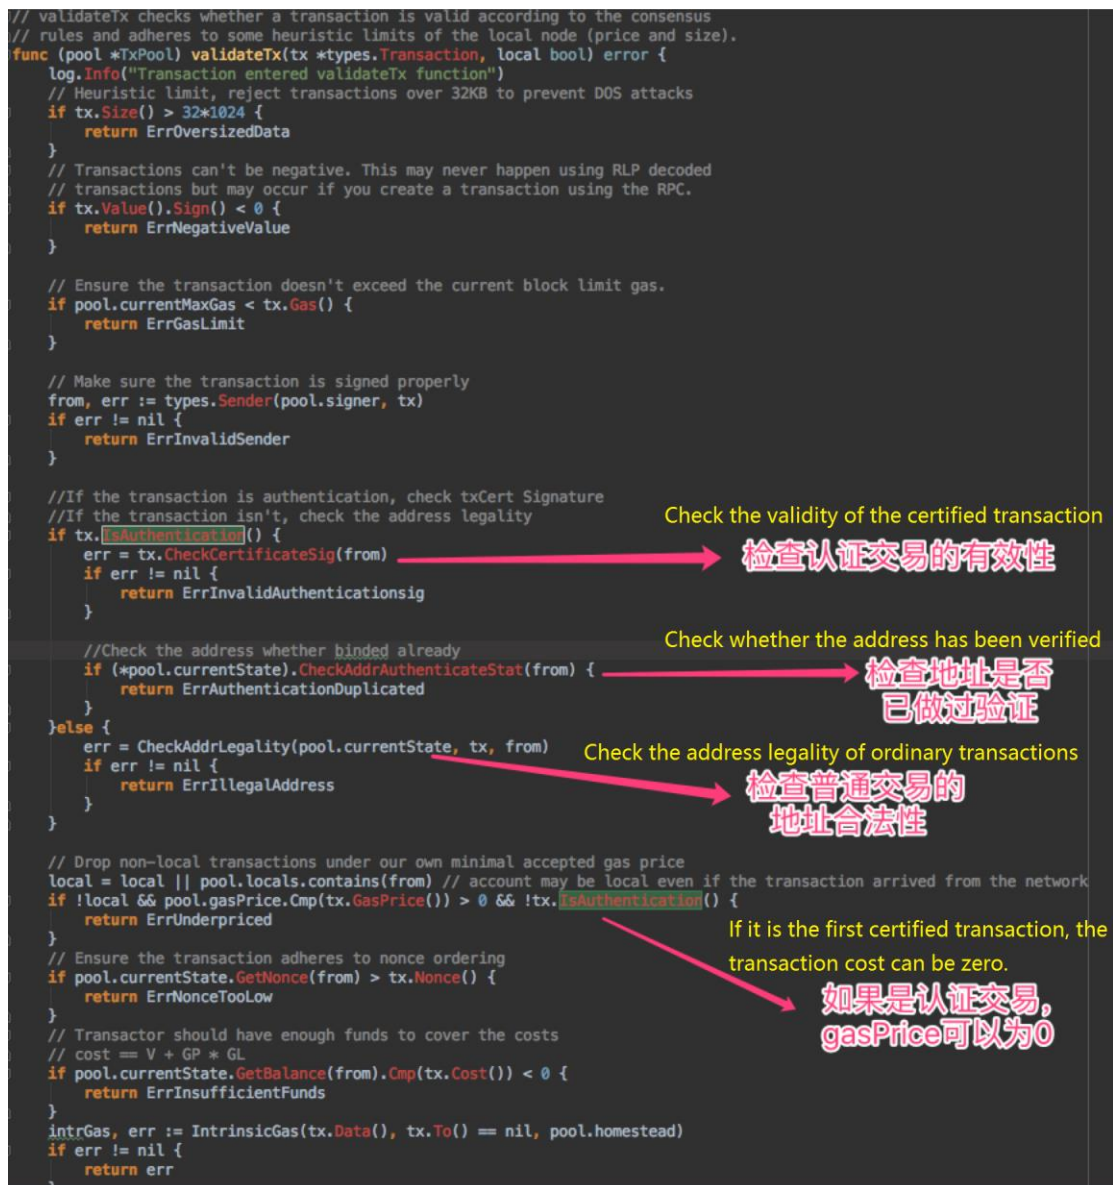 // validateTx checks whether a transaction is valid according to the consensus
// rules and adheres to some heuristic limits of the local node (price and size).
func (pool *TxPool) validateTx(tx *types.Transaction, local bool) error {
log.Info("Transaction entered validateTx function")
// Heuristic limit, reject transactions over 32KB to prevent DOS attacks
if tx.Size() > 32*1024 {
return ErrOversizedData
}
// Transactions can't be negative. This may never happen using RLP decoded
// transactions but may occur if you create a transaction using the RPC.
if tx.Value().Sign() < 0 {
return ErrNegativeValue
}
// Ensure the transaction doesn't exceed the current block limit gas.
if pool.currentMaxGas < tx.Gas() {
return ErrGasLimit
}
// Make sure the transaction is signed properly
from, err := types.Sender(pool.signer, tx)
if err != nil {
return ErrInvalidSender
}
//If the transaction is authentication, check txCert Signature
//If the transaction isn't, check the address legality
Check the validity of the certified transaction
if tx.IsAuthentication() {
err = tx.CheckCertificateSig(from)
检查认证交易的有效性
if err != nil {
return ErrInvalidAuthenticationsig
}
Check whether the address has been verified
//Check the address whether binded already
if (*pool.currentState).CheckAddrAuthenticateStat(from) {
检查地址是否
return ErrAuthenticationDuplicated
已做过验证
}
}else {
err = CheckAddrLegality(pool.currentState, tx, from)
Check the address legality of ordinary transactions
if err != nil {
return ErrIllegalAddress
检查普通交易的
}
地址合法性
}
// Drop non-local transactions under our own minimal accepted gas price
local = local || pool.locals.contains(from) // account may be local even if the transaction arrived from the network
if !local && pool.gasPrice.Cmp(tx.GasPrice()) > 0 && !tx.IsAuthentication() {
return ErrUnderpriced
If it is the first certified transaction, the
}
// Ensure the transaction adheres to nonce ordering
transaction cost can be zero.
if pool.currentState.GetNonce(from) > tx.Nonce() {
return ErrNonceTooLow
如果是认证交易，
}
gasPrice可以为0
// Transactor should have enough funds to cover the costs
// cost == V + GP * GL
if pool.currentState.GetBalance(from).Cmp(tx.Cost()) < 0 {
return ErrInsufficientFunds
}
intrGas, err := IntrinsicGas(tx.Data(), tx.To() == nil, pool.homestead)
if err != nil {
return err